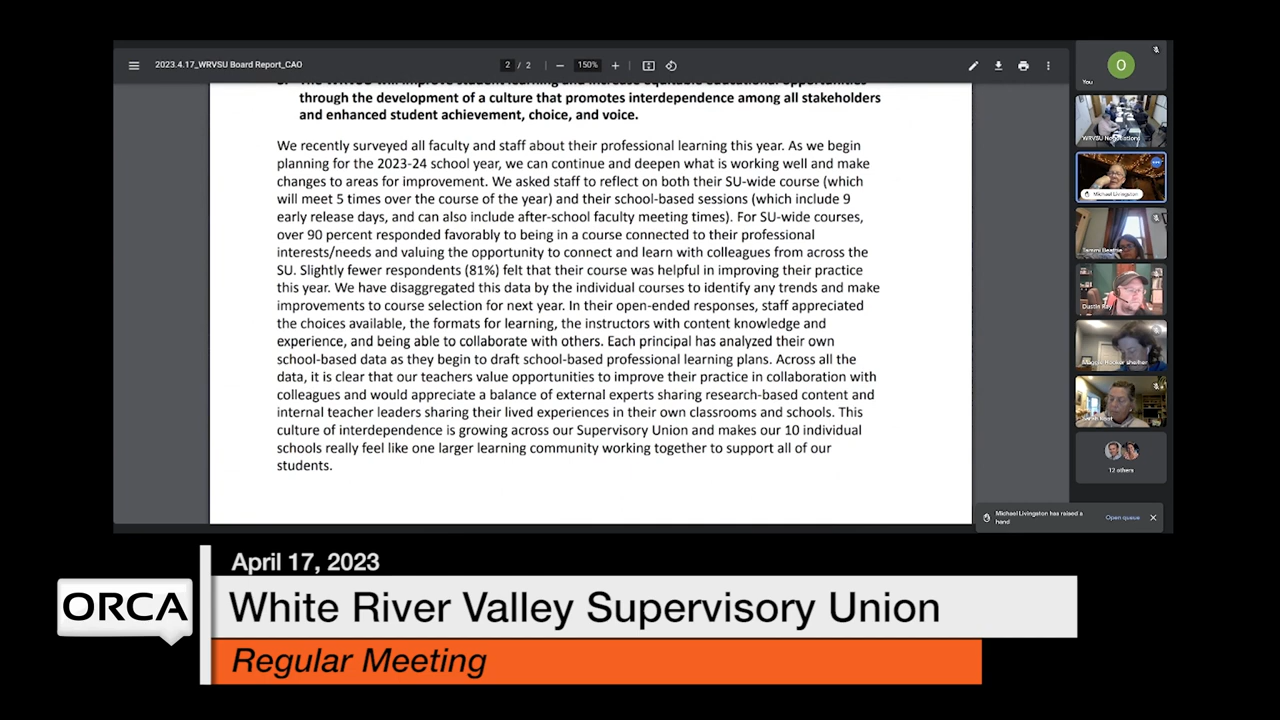 2023.4.17_WRVSU Board Report_CAO
2 / 2
150%
through the development of a culture that promotes interdependence among all stakeholders
and enhanced student achievement, choice, and voice.
We recently surveyed all faculty and staff about their professional learning this year. As we begin
planning for the 2023-24 school year, we can continue and deepen what is working well and make
changes to areas for improvement. We asked staff to reflect on both their SU-wide course (which
will meet 5 times over the course of the year) and their school-based sessions (which include 9
early release days, and can also include after-school faculty meeting times). For SU-wide courses,
over 90 percent responded favorably to being in a course connected to their professional
interests/needs and valuing the opportunity to connect and learn with colleagues from across the
SU. Slightly fewer respondents (81%) felt that their course was helpful in improving their practice
this year. We have disaggregated this data by the individual courses to identify any trends and make
improvements to course selection for next year. In their open-ended responses, staff appreciated
the choices available, the formats for learning, the instructors with content knowledge and
experience, and being able to collaborate with others. Each principal has analyzed their own
school-based data as they begin to draft school-based professional learning plans. Across all the
data, it is clear that our teachers value opportunities to improve their practice in collaboration with
colleagues and would appreciate a balance of external experts sharing research-based content and
internal teacher leaders sharing their lived experiences in their own classrooms and schools. This
culture of interdependence is growing across our Supervisory Union and makes our 10 individual
schools really feel like one larger learning community working together to support all of our
students.
O
You
WRVSU Negotiations
Michael Livingston
Tammi Beattie
Dustin Ray
Maggie Hooker
Sarah Root
12 others
Michael Livingston has raised a
hand
Open queue
April 17, 2023
ORCA
White River Valley Supervisory Union
Regular Meeting